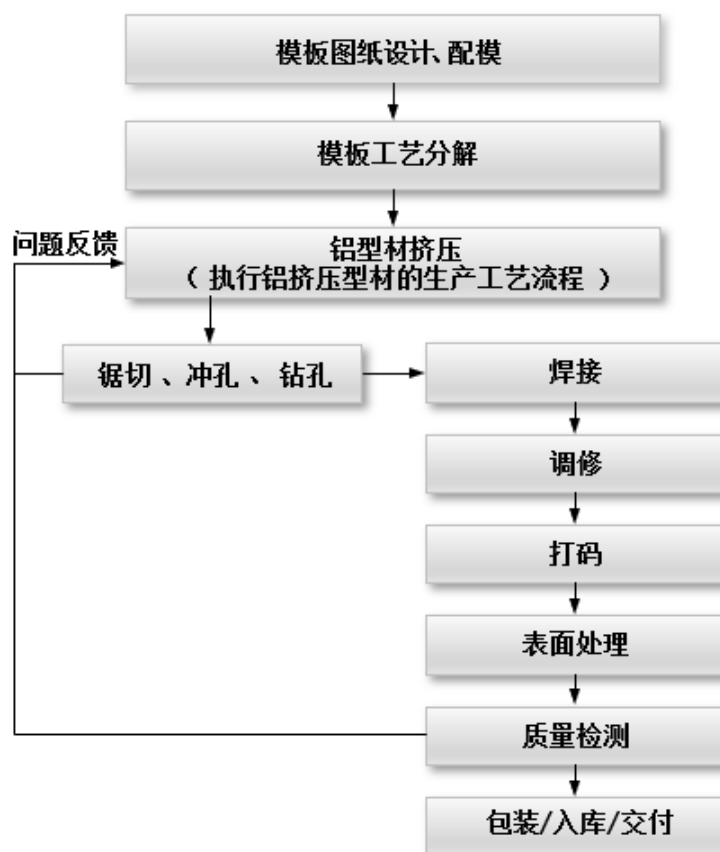 模板图纸设计、配模
模板工艺分解
问题反馈
铝型材挤压
（ 执行铝挤压型材的生产工艺流程 ）
锯切 、冲孔 、 钻孔
焊接
调修
打码
表面处理
质量检测
包装/入库/交付